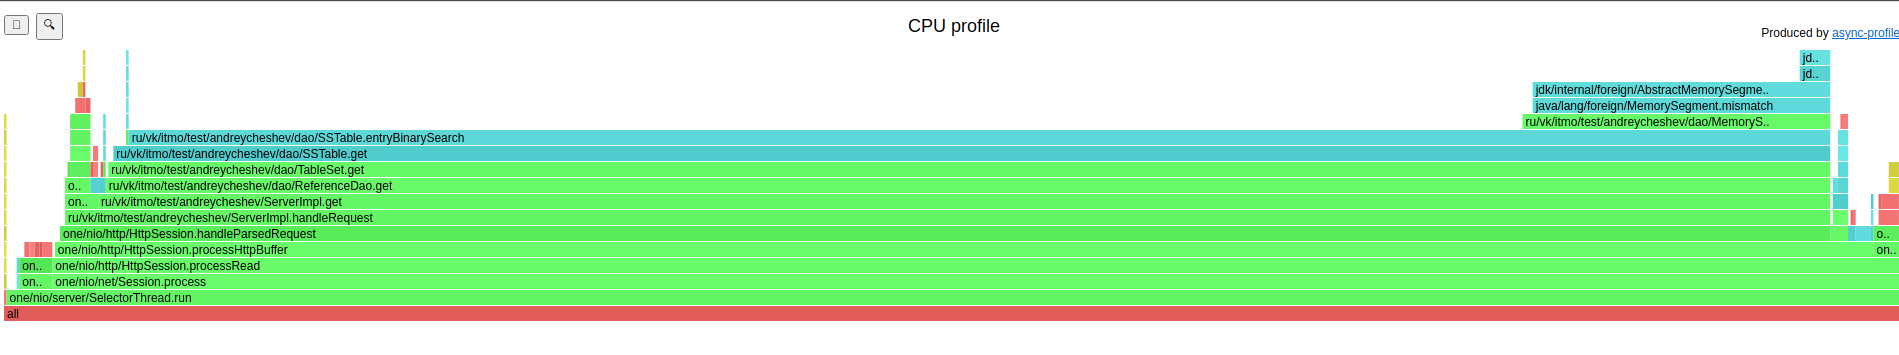 CPU profile
Produced by async-profile
jd..
jd..
jdk/internal/foreign/AbstractMemorySegme..
java/lang/foreign/MemorySegment.mismatch
ru/vk/itmo/test/andreycheshev/dao/MemoryS..
ru/vk/itmo/test/andreycheshev/dao/SSTable.entryBinarySearch
ru/vk/itmo/test/andreycheshev/dao/SSTable.get
ru/vk/itmo/test/andreycheshev/dao/TableSet.get
o.. ru/vk/itmo/test/andreycheshev/dao/ReferenceDao.get
on.. ru/vk/itmo/test/andreycheshev/ServerImpl.get
ru/vk/itmo/test/andreycheshev/ServerImpl.handleRequest
one/nio/http/HttpSession.handleParsedRequest o..
one/nio/http/HttpSession.processHttpBuffer on..
on.. one/nio/http/HttpSession.processRead
on.. one/nio/net/Session.process
one/nio/server/SelectorThread.run
all